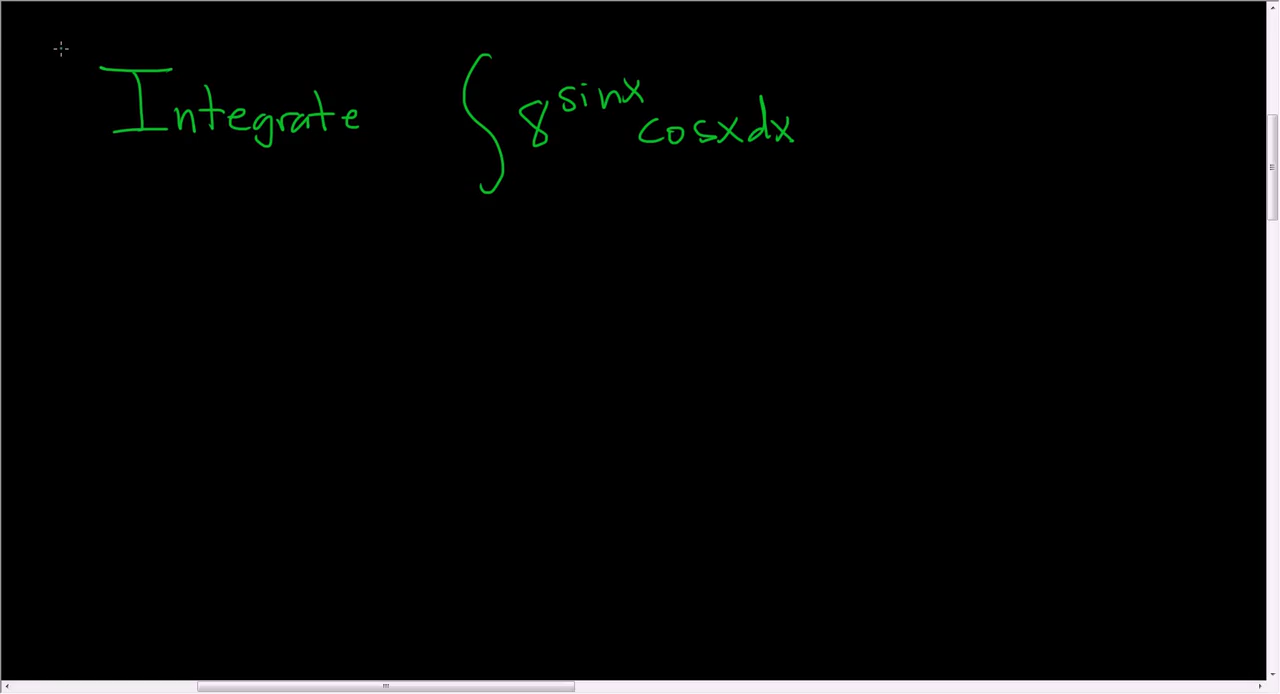 Integrate ∫ 8^{sinx} cosxdx